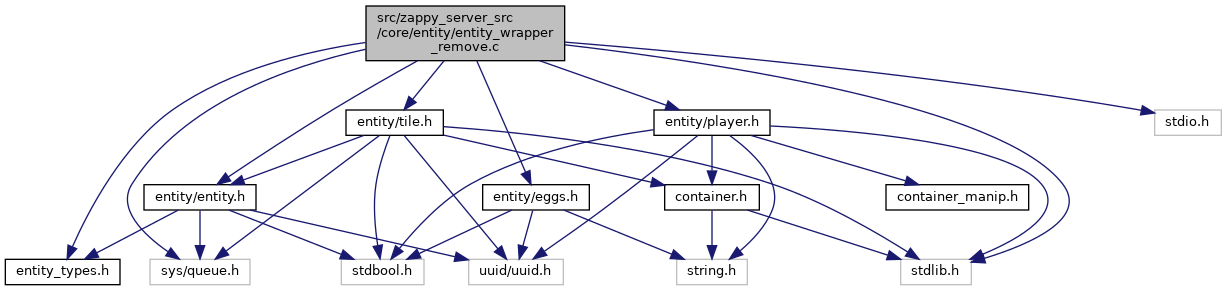 src/zappy_server_src
/core/entity/entity_wrapper
_remove.c
entity/tile.h
entity/player.h
stdio.h
entity/entity.h
entity/eggs.h
container.h
container_manip.h
entity_types.h
sys/queue.h
stdbool.h
uuid/uuid.h
string.h
stdlib.h